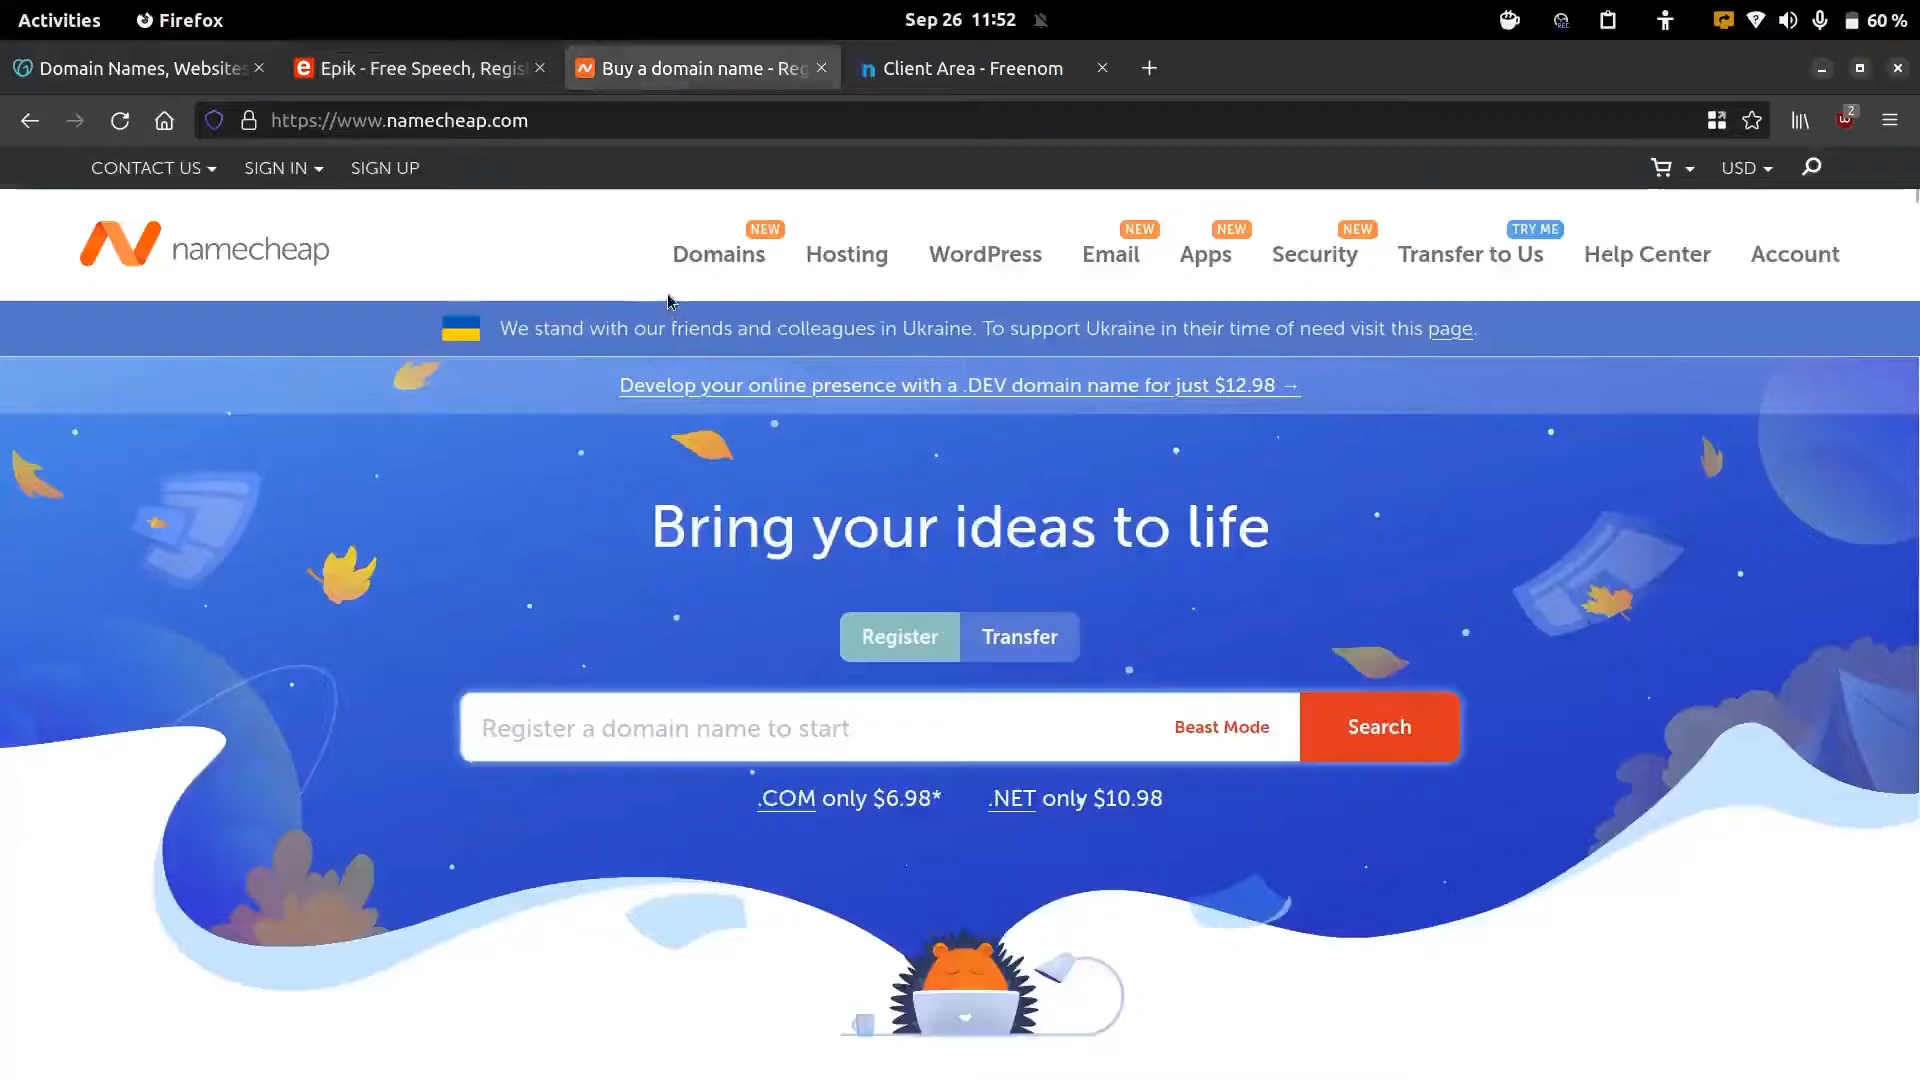 Activities
Firefox
Sep 26 11:52
REC
60 %
Domain Names, Websites
Epik - Free Speech, Regis
Buy a domain name - Reg
Client Area - Freenom
https://www.namecheap.com
2
CONTACT US
SIGN IN
SIGN UP
USD
namecheap
NEW
NEW
NEW
NEW
TRY ME
Domains
Hosting
WordPress
Email
Apps
Security
Transfer to Us
Help Center
Account
We stand with our friends and colleagues in Ukraine. To support Ukraine in their time of need visit this page.
Develop your online presence with a .DEV domain name for just $12.98 →
Bring your ideas to life
Register
Transfer
Register a domain name to start
Beast Mode
Search
.COM only $6.98*
.NET only $10.98